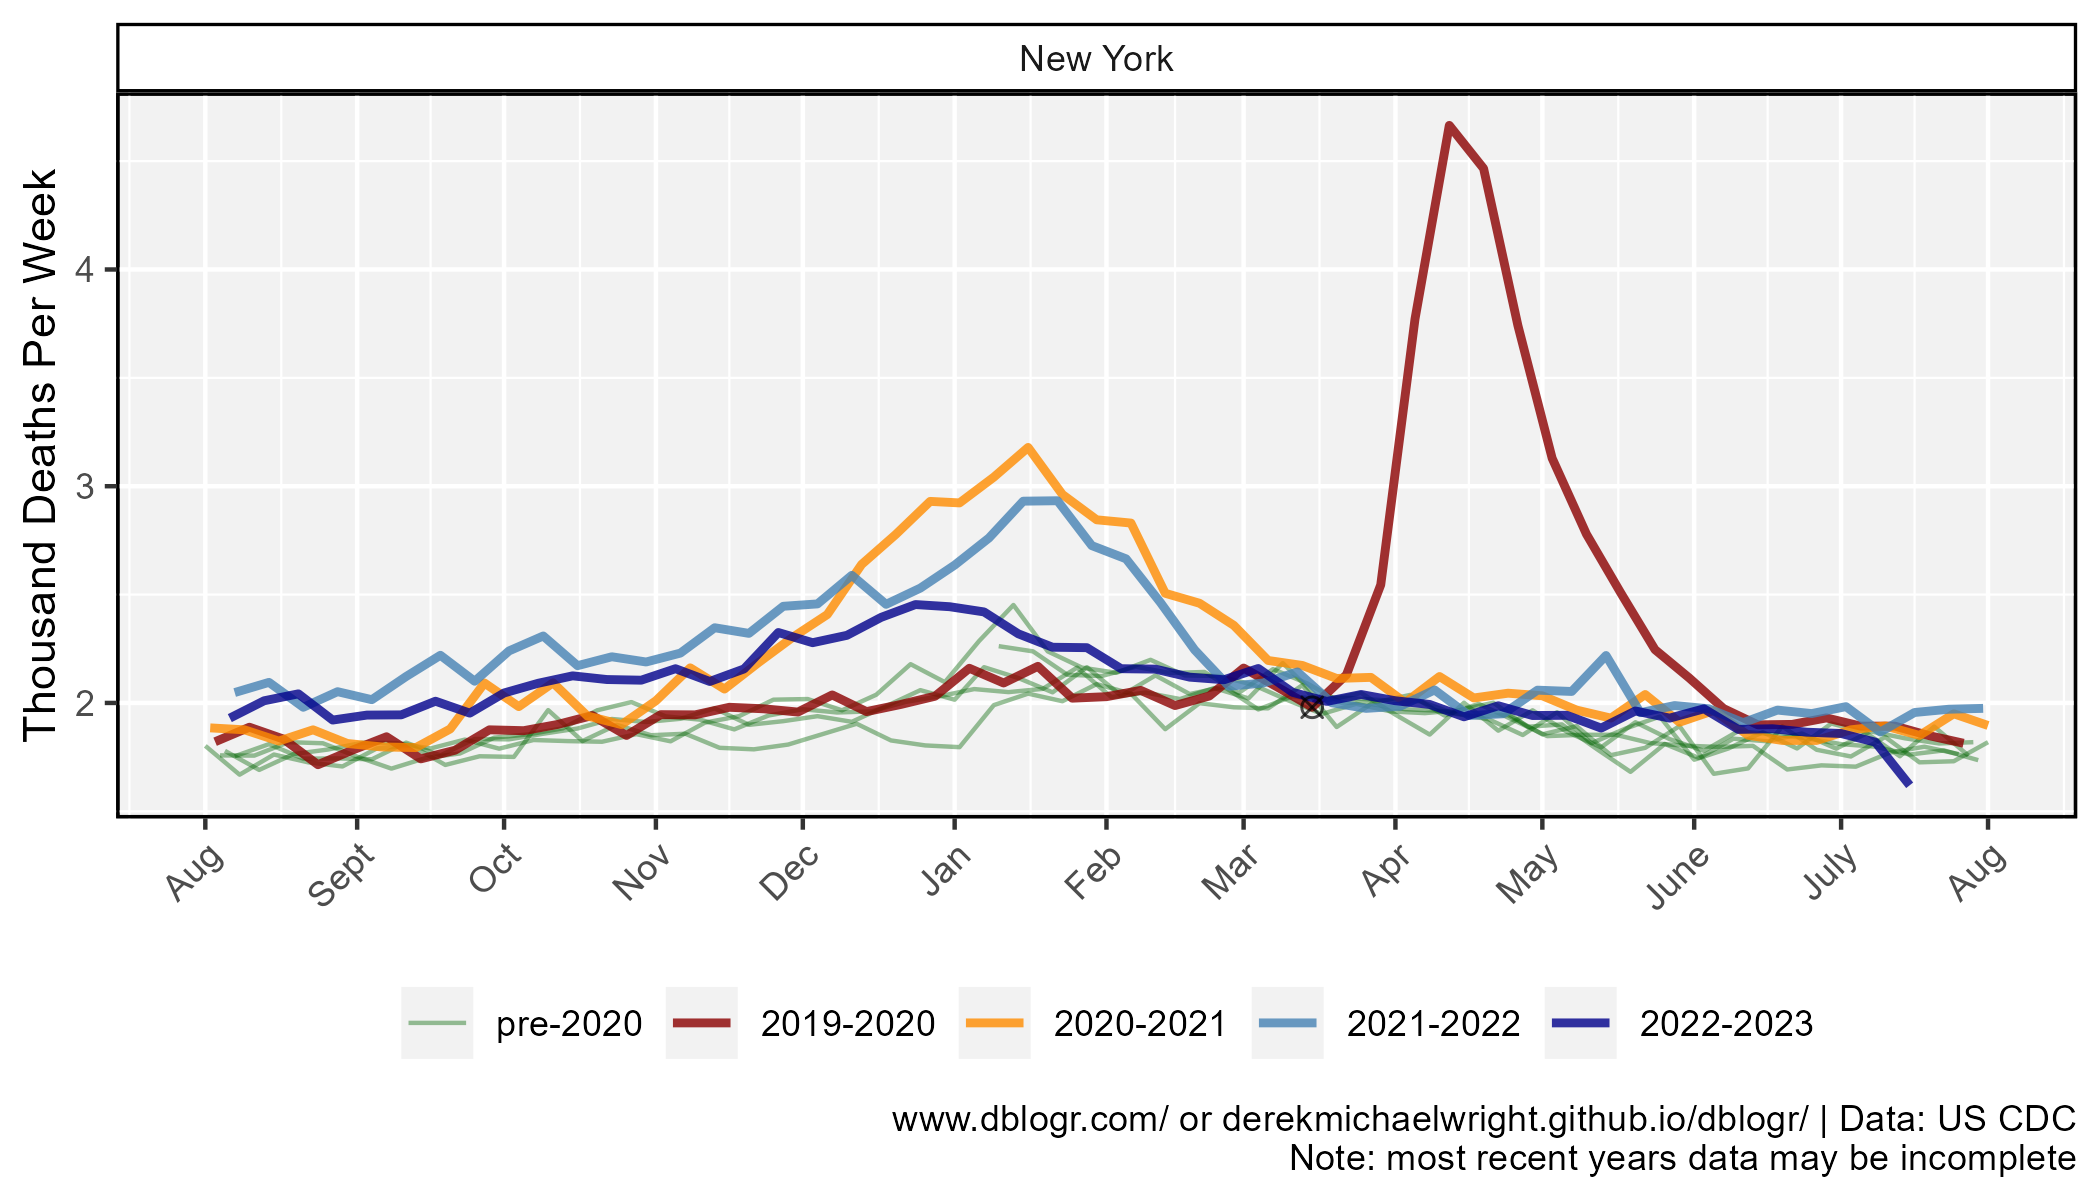 New York
Thousand Deaths Per Week
4
3
2
Aug
Sept
Oct
Nov
Dec
Jan
Feb
Mar
Apr
May
June
July
Aug
pre-2020
2019-2020
2020-2021
2021-2022
2022-2023
www.dblogr.com/ or derekmichaelwright.github.io/dblogr/ | Data: US CDC
Note: most recent years data may be incomplete